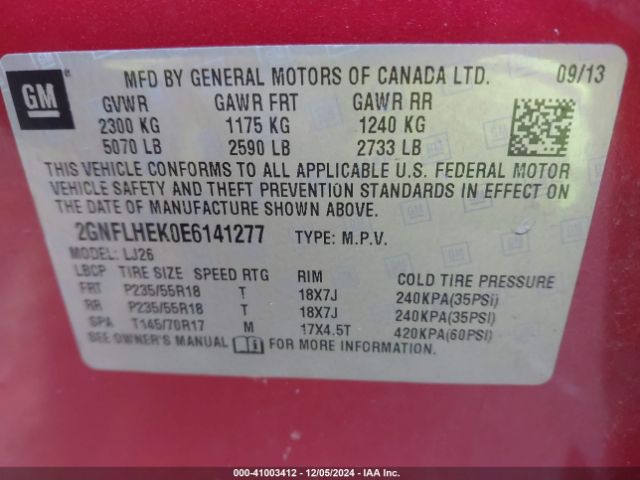 GM
MFD BY GENERAL MOTORS OF CANADA LTD. 09/13
GVWR GAWR FRT GAWR RR
2300 KG 1175 KG 1240 KG
5070 LB 2590 LB 2733 LB
THIS VEHICLE CONFORMS TO ALL APPLICABLE U.S. FEDERAL MOTOR
VEHICLE SAFETY AND THEFT PREVENTION STANDARDS IN EFFECT ON
THE DATE OF MANUFACTURE SHOWN ABOVE.
2GNFLHEK0E6141277 TYPE: M.P.V.
MODEL: LJ26
LBCP TIRE SIZE SPEED RTG RIM COLD TIRE PRESSURE
FRT P235/55R18 T 18X7J 240KPA(35PSI)
RR P235/55R18 T 18X7J 240KPA(35PSI)
SPA T145/70R17 M 17X4.5T 420KPA(60PSI)
SEE OWNER'S MANUAL FOR MORE INFORMATION.
000-41003412 - 12/05/2024 - IAA, Inc.